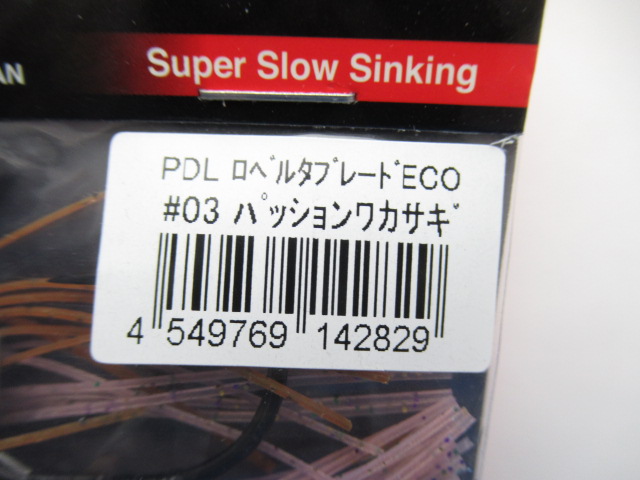 AN
Super Slow Sinking
PDL ﾛﾍﾞﾙﾀﾌﾞﾚｰﾄﾞECO
#03 ﾊﾟｯｼｮﾝﾜｶｻｷﾞ
4 549769 142829